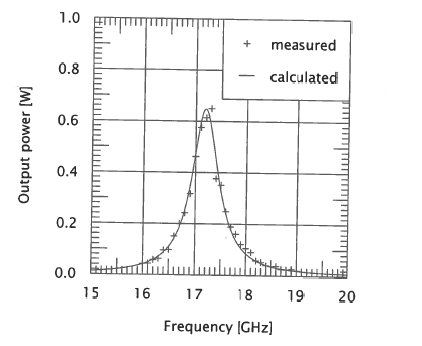 1.0
measured
0.8
calculated
0.6
Output power [W]
0.4
0.2
0.0
15 16 17 18 19 20
Frequency [GHz]